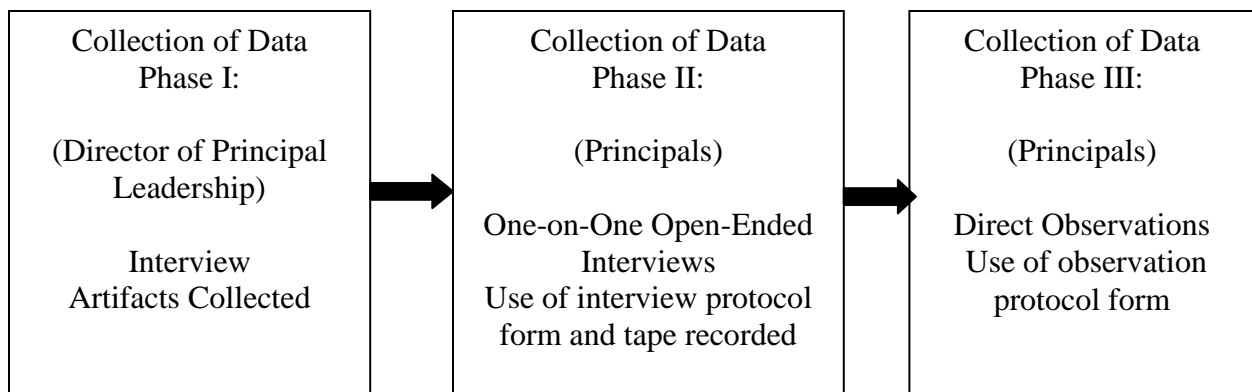 Collection of Data
Phase I:
(Director of Principal
Leadership)
Interview
Artifacts Collected
Collection of Data
Phase II:
(Principals)
One-on-One Open-Ended
Interviews
Use of interview protocol
form and tape recorded
Collection of Data
Phase III:
(Principals)
Direct Observations
Use of observation
protocol form